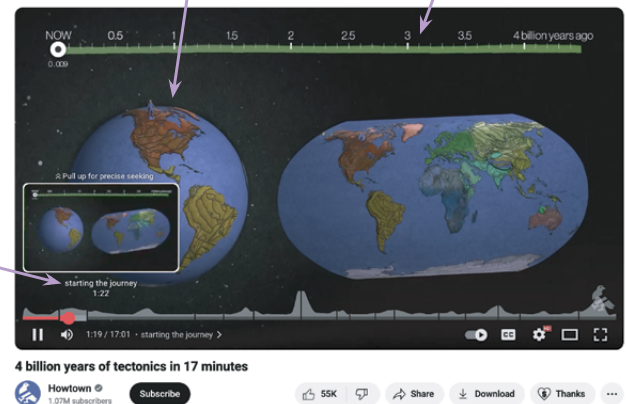 NOW 0.5 1 1.5 2 2.5 3 3.5 4 billion years ago
0.009
Pull up for precise seeking
starting the journey
1:22
1:19 / 17:01 • starting the journey
CC
HD
4 billion years of tectonics in 17 minutes
Howtown
1.07M subscribers
Subscribe
55K
Share
Download
Thanks